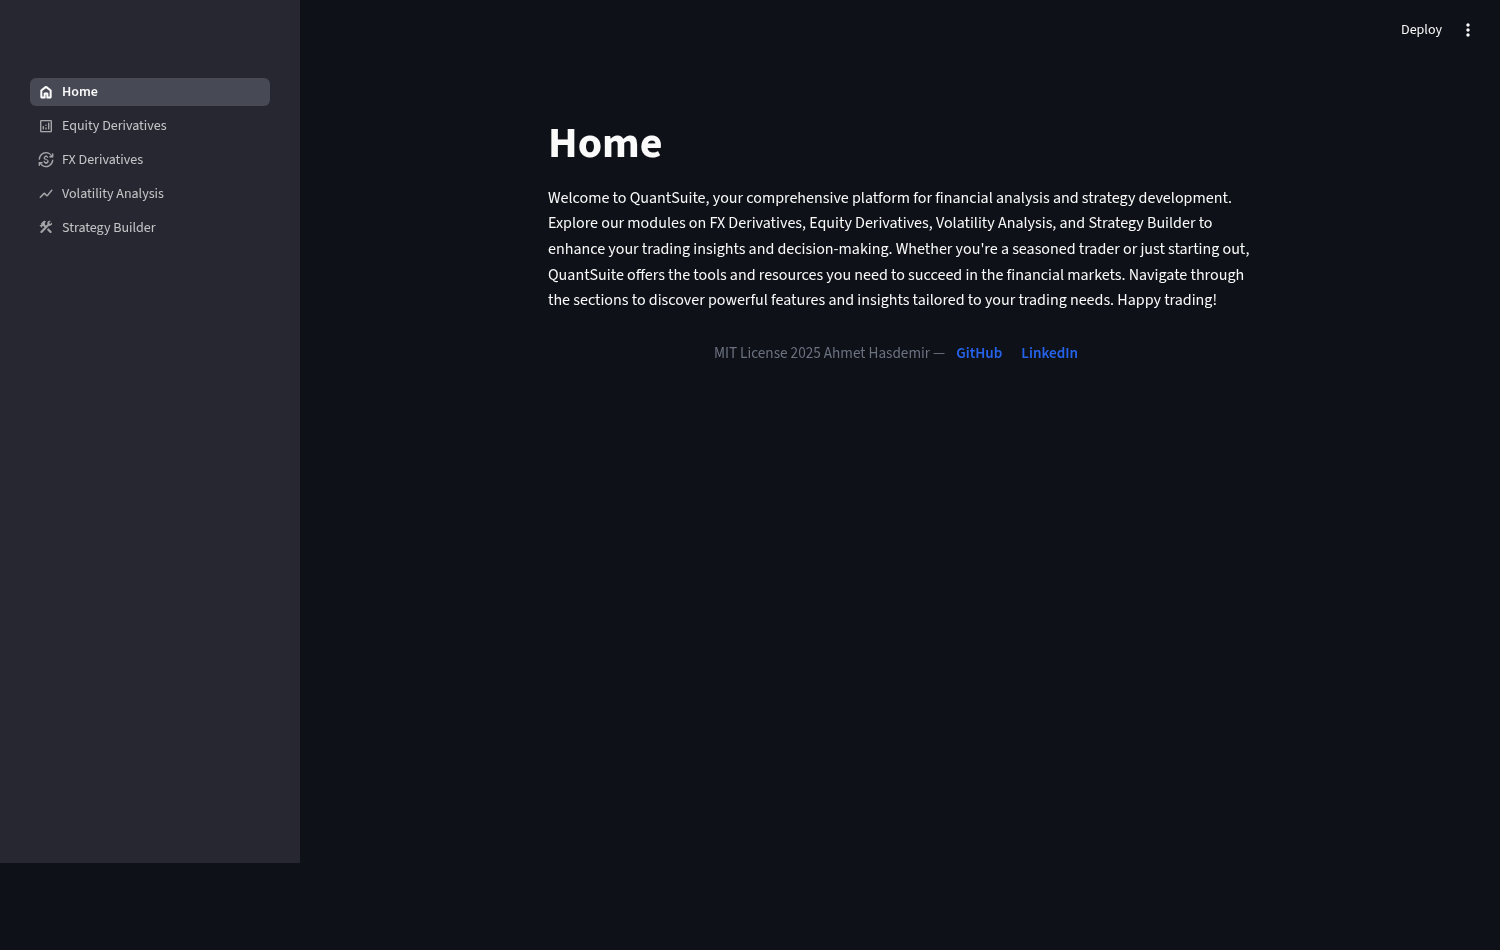 Deploy
Home
Equity Derivatives
FX Derivatives
Volatility Analysis
Strategy Builder
Home
Welcome to QuantSuite, your comprehensive platform for financial analysis and strategy development.
Explore our modules on FX Derivatives, Equity Derivatives, Volatility Analysis, and Strategy Builder to
enhance your trading insights and decision-making. Whether you're a seasoned trader or just starting out,
QuantSuite offers the tools and resources you need to succeed in the financial markets. Navigate through
the sections to discover powerful features and insights tailored to your trading needs. Happy trading!
MIT License 2025 Ahmet Hasdemir — GitHub LinkedIn